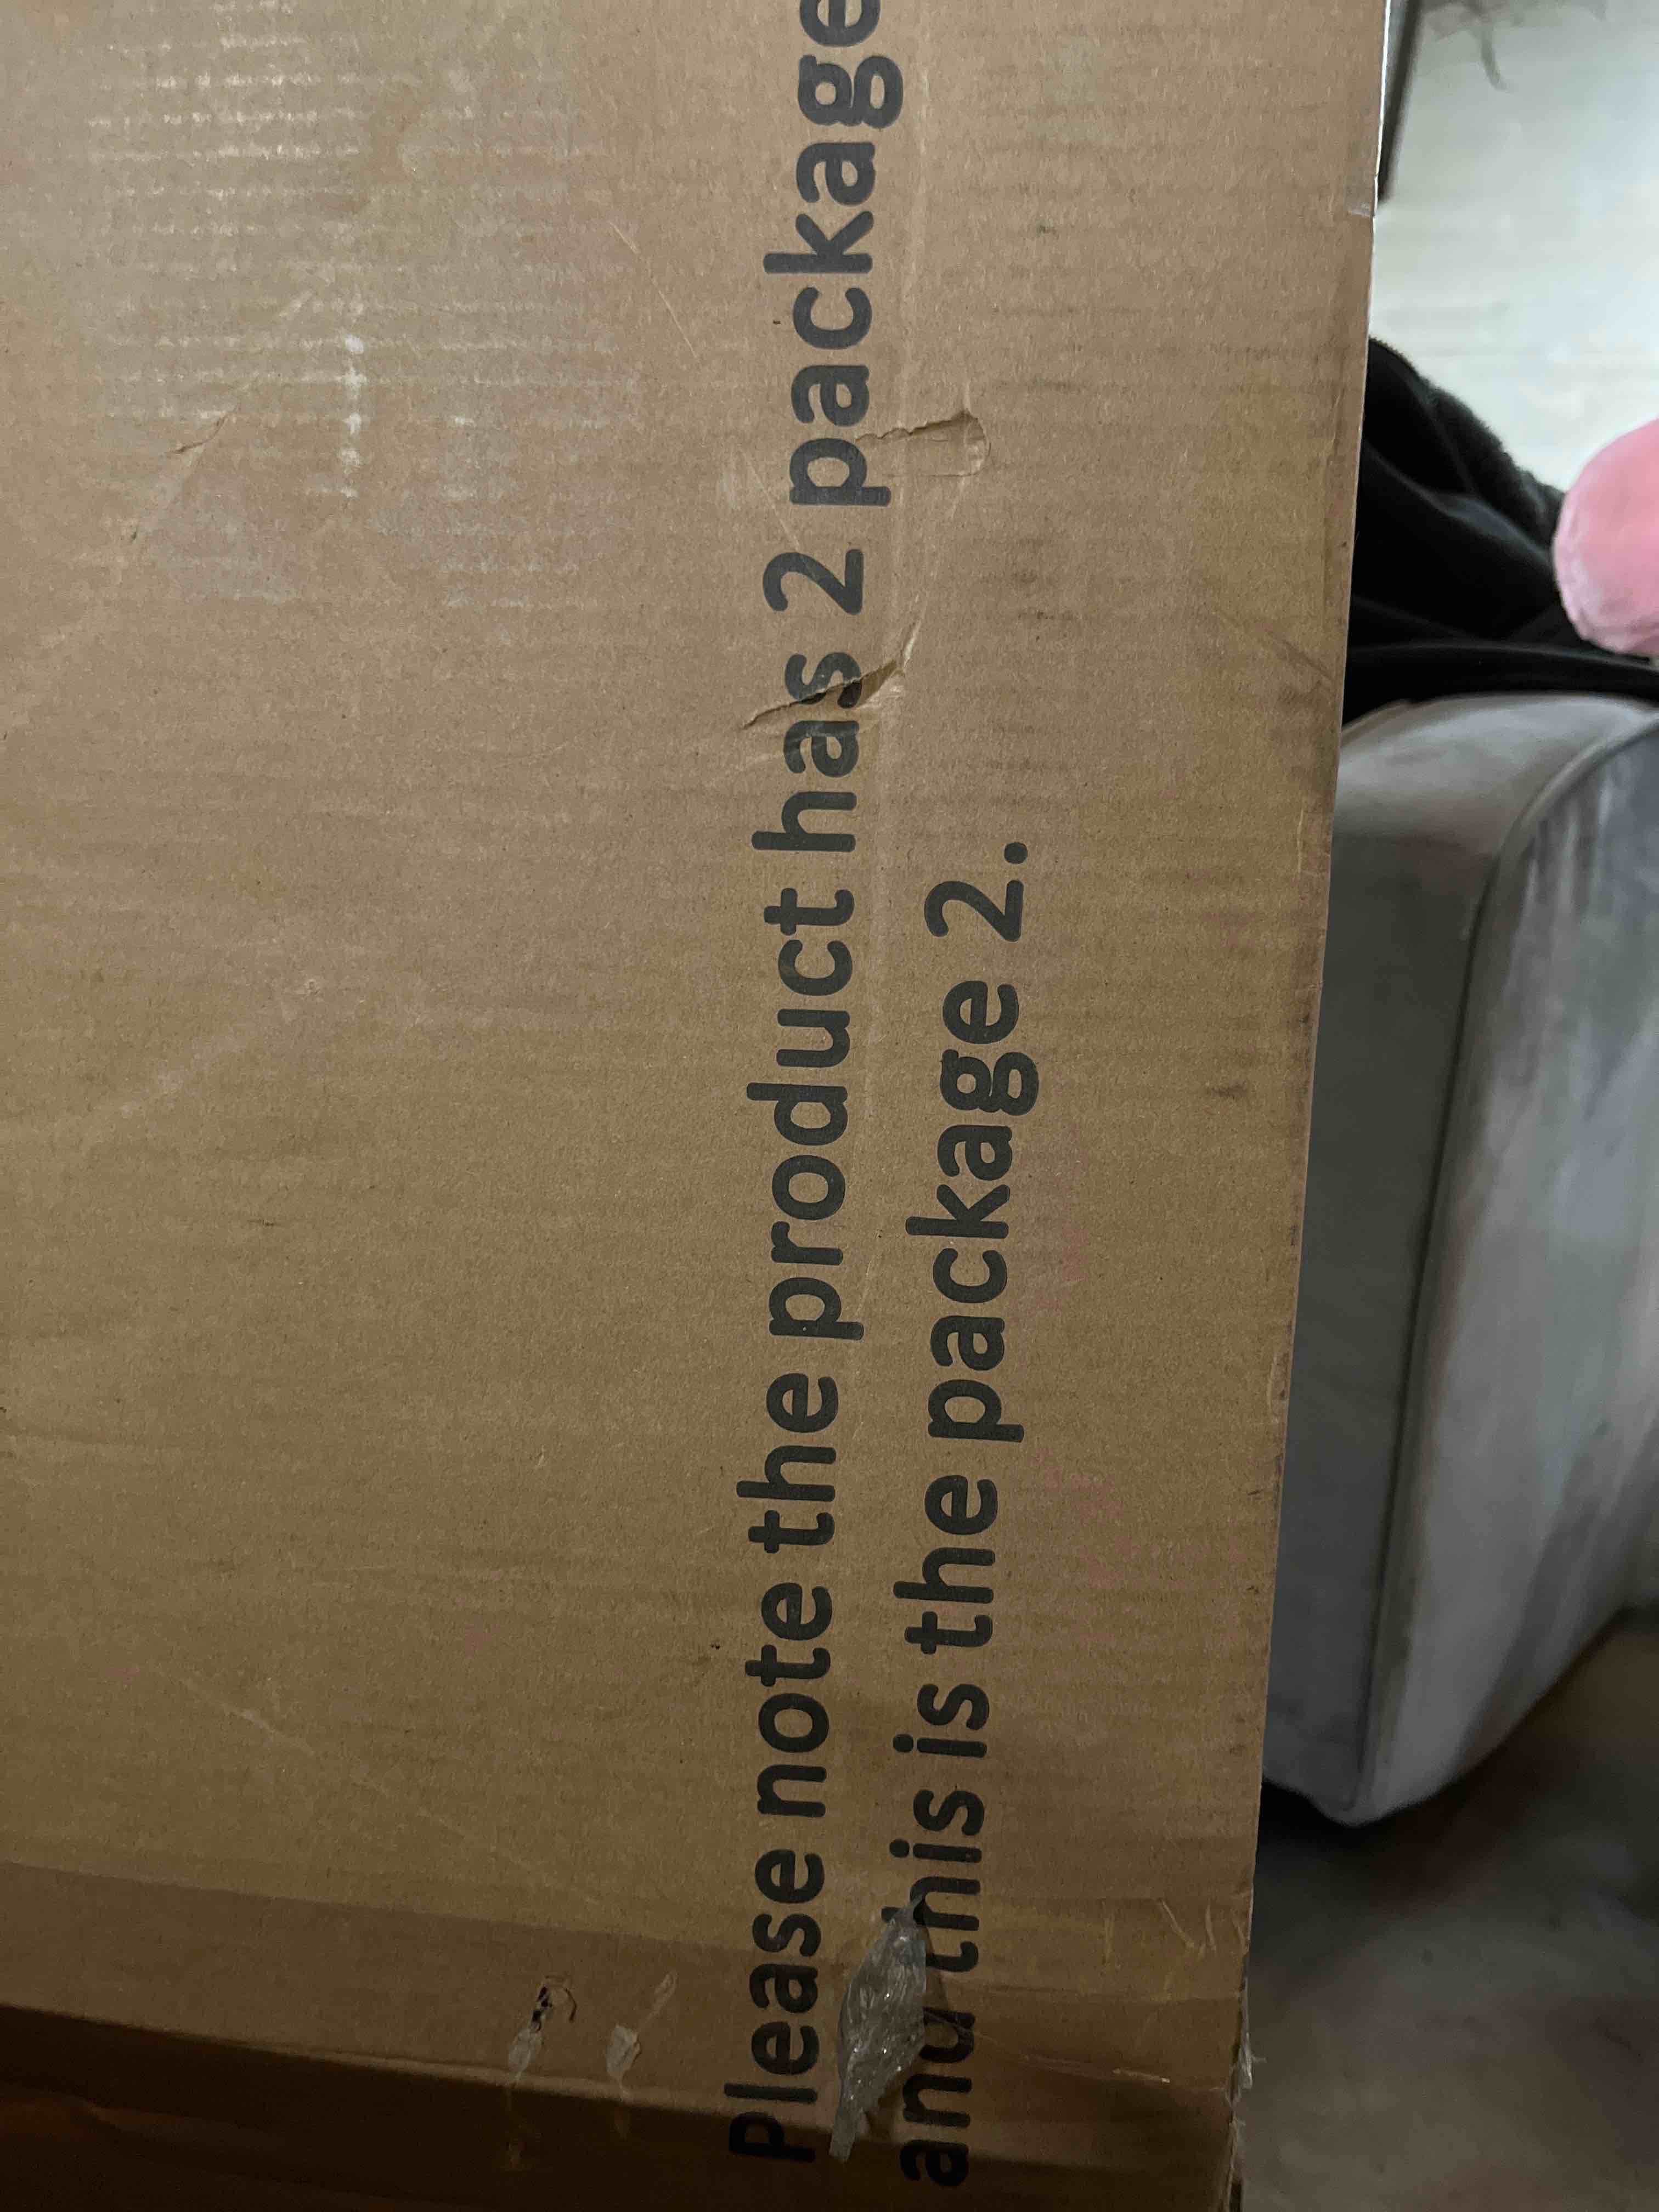 Please note the product has 2 package
and this is the package 2.